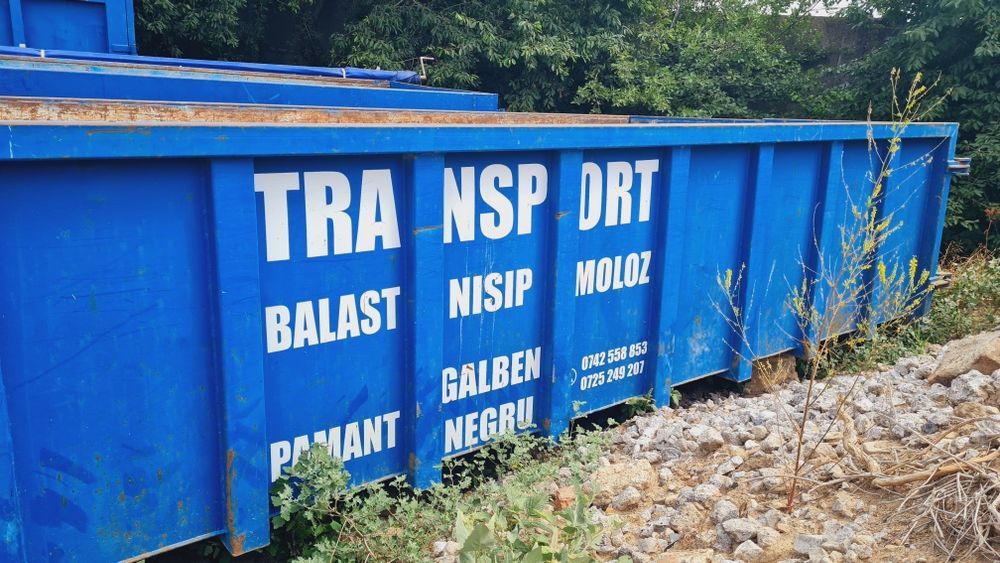 TRANSPORT
BALAST NISIP MOLOZ
PAMANT GALBEN
NEGRU
0742 558 853
0725 249 207